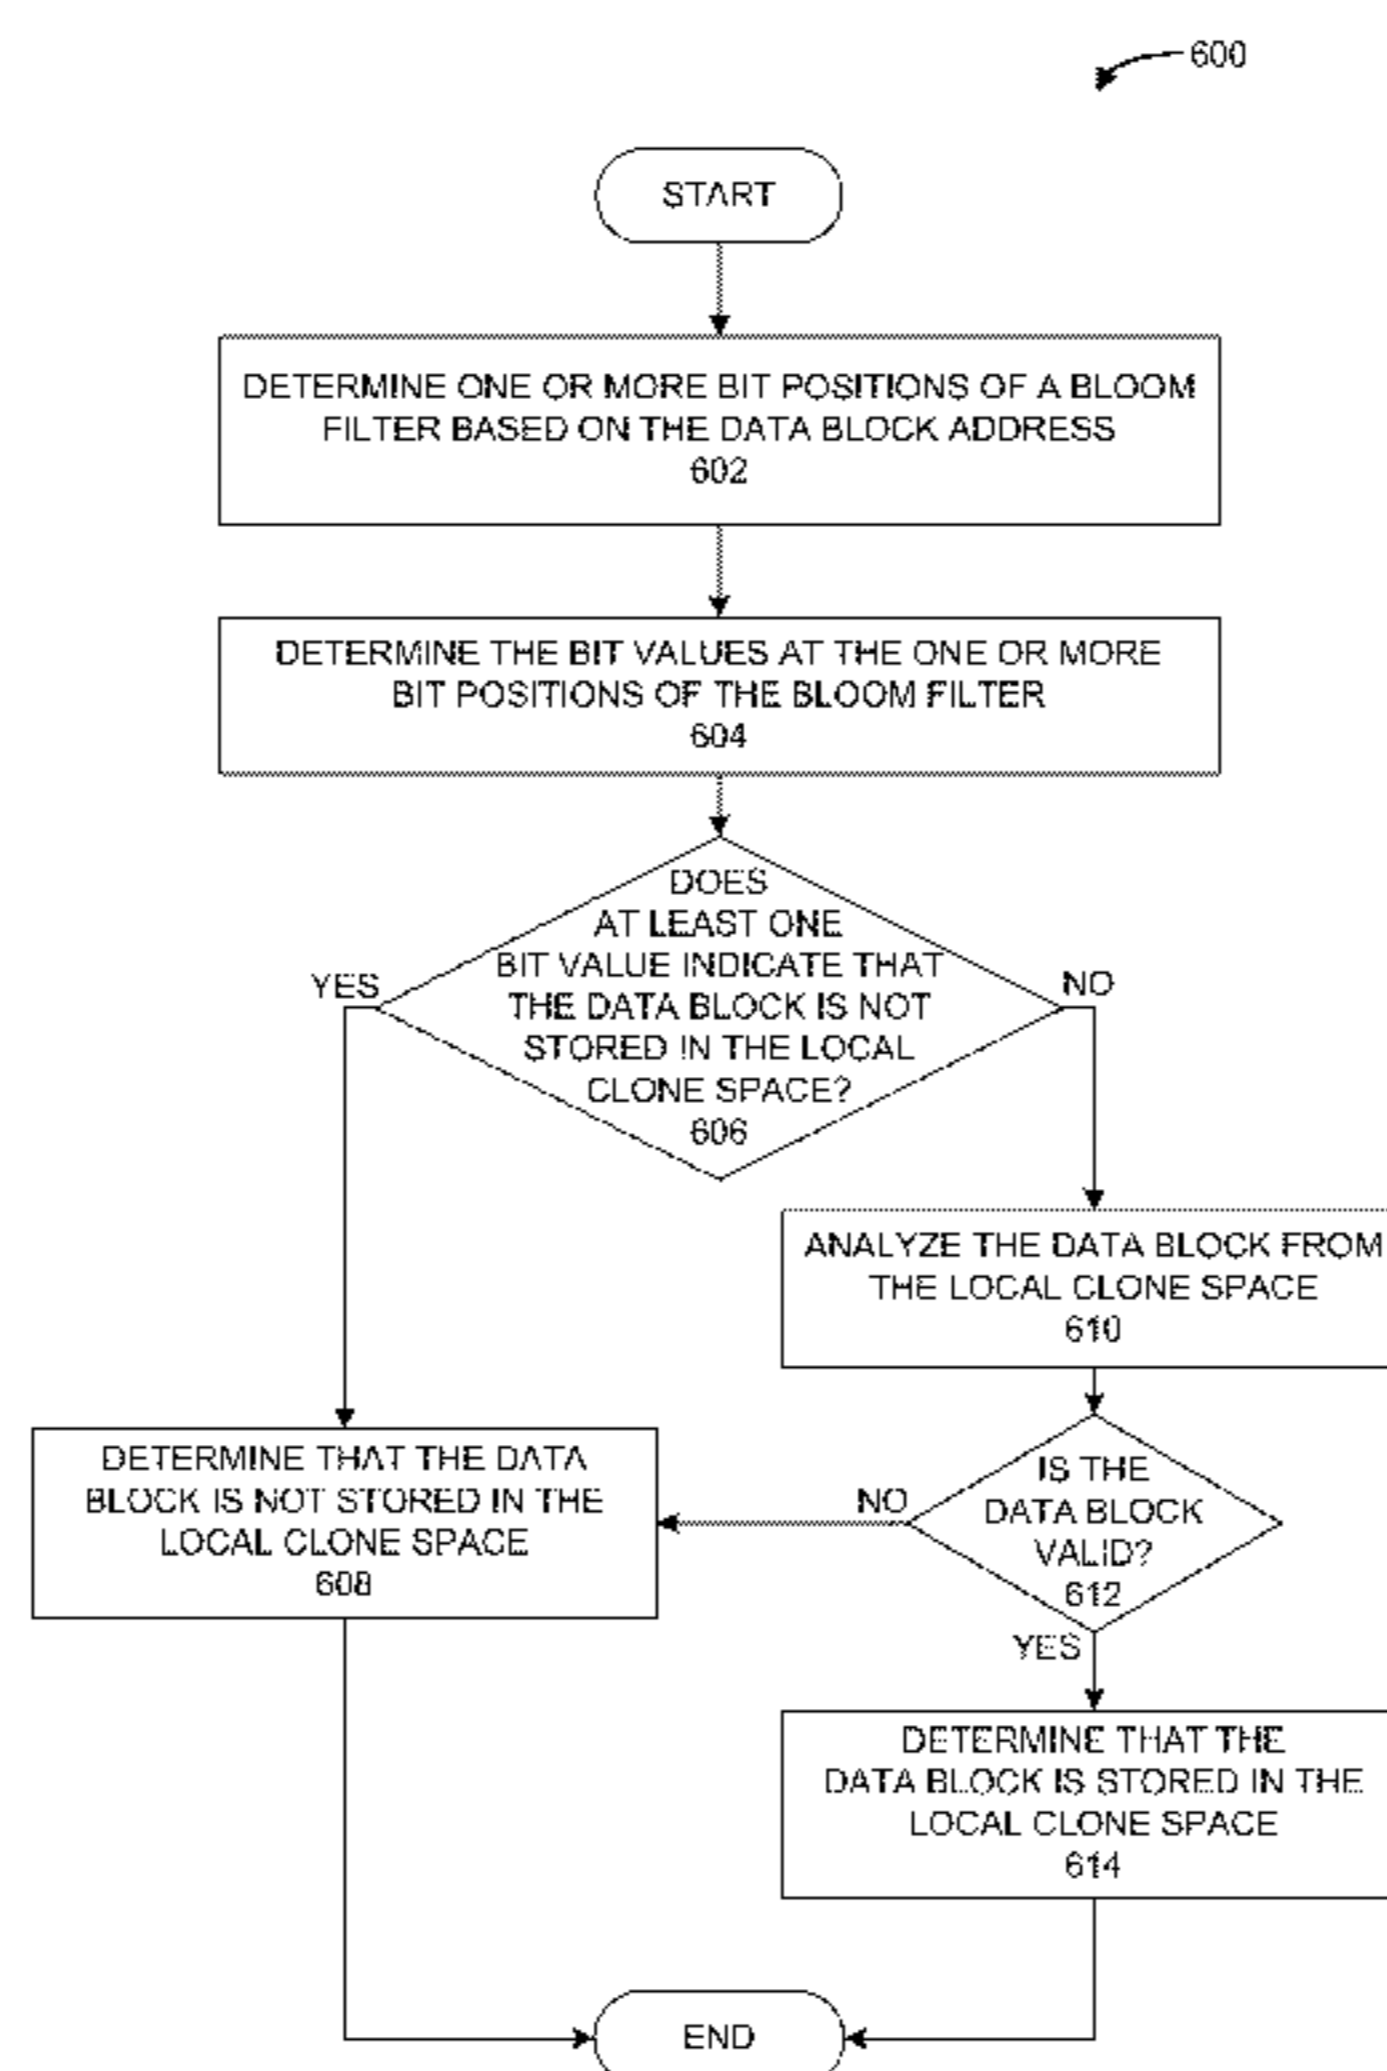 600
START
DETERMINE ONE OR MORE BIT POSITIONS OF A BLOOM
FILTER BASED ON THE DATA BLOCK ADDRESS
602
DETERMINE THE BIT VALUES AT THE ONE OR MORE
BIT POSITIONS OF THE BLOOM FILTER
604
DOES
AT LEAST ONE
BIT VALUE INDICATE THAT
THE DATA BLOCK IS NOT
STORED IN THE LOCAL
CLONE SPACE?
606
YES
NO
ANALYZE THE DATA BLOCK FROM
THE LOCAL CLONE SPACE
610
DETERMINE THAT THE DATA
BLOCK IS NOT STORED IN THE
LOCAL CLONE SPACE
608
NO
IS THE
DATA BLOCK
VALID?
612
YES
DETERMINE THAT THE
DATA BLOCK IS STORED IN THE
LOCAL CLONE SPACE
614
END